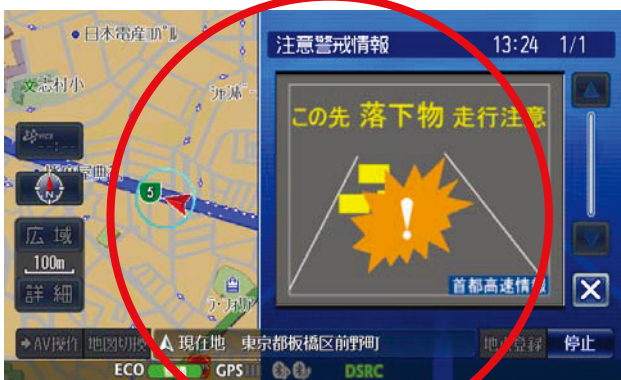 日本電産コパル
注意警戒情報 13:24 1/1
志村小
この先 落下物 走行注意
VIEW
N
5
!
広域
100m
詳細
首都高速情報
AV操作 地図切換 現在地 東京都板橋区前野町 地点登録 停止
ECO GPS DSRC